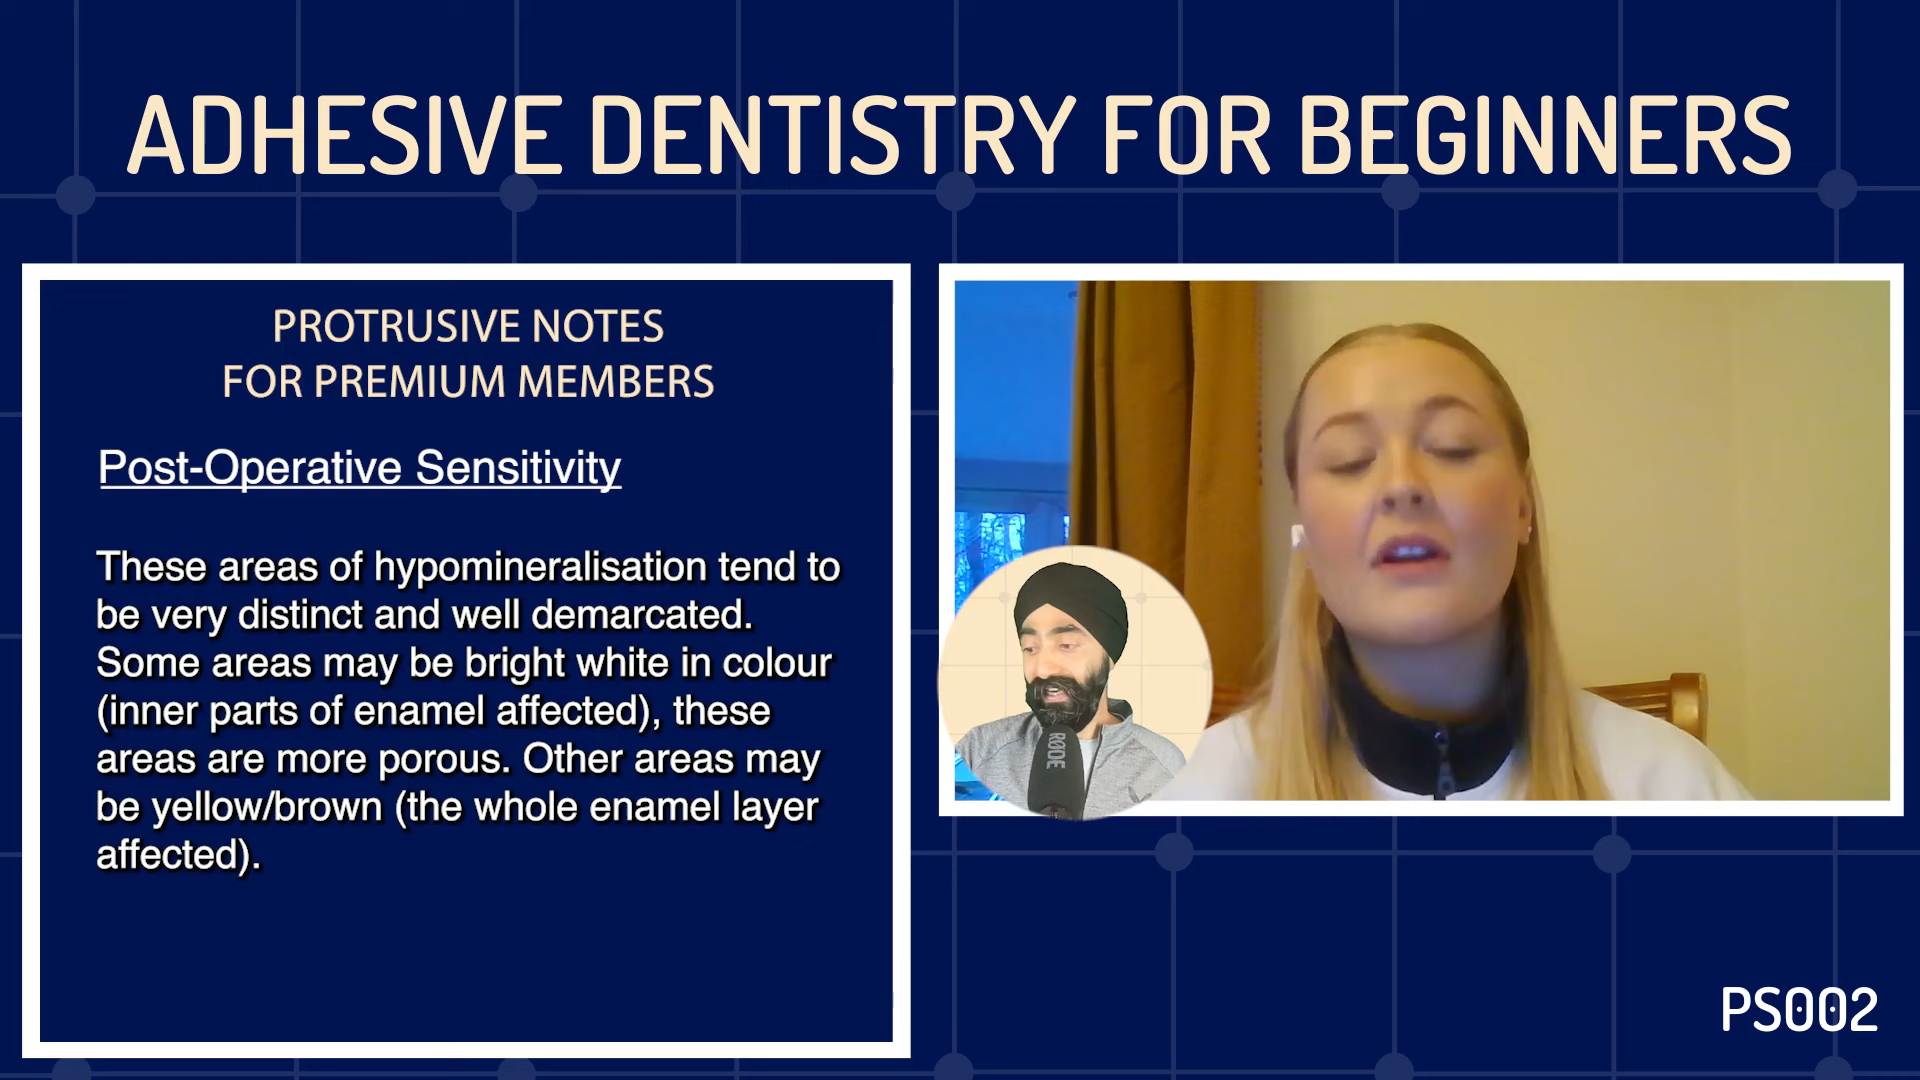 ADHESIVE DENTISTRY FOR BEGINNERS
PROTRUSIVE NOTES
FOR PREMIUM MEMBERS
Post-Operative Sensitivity
These areas of hypomineralisation tend to
be very distinct and well demarcated.
Some areas may be bright white in colour
(inner parts of enamel affected), these
areas are more porous. Other areas may
be yellow/brown (the whole enamel layer
affected).
RØDE
PS002